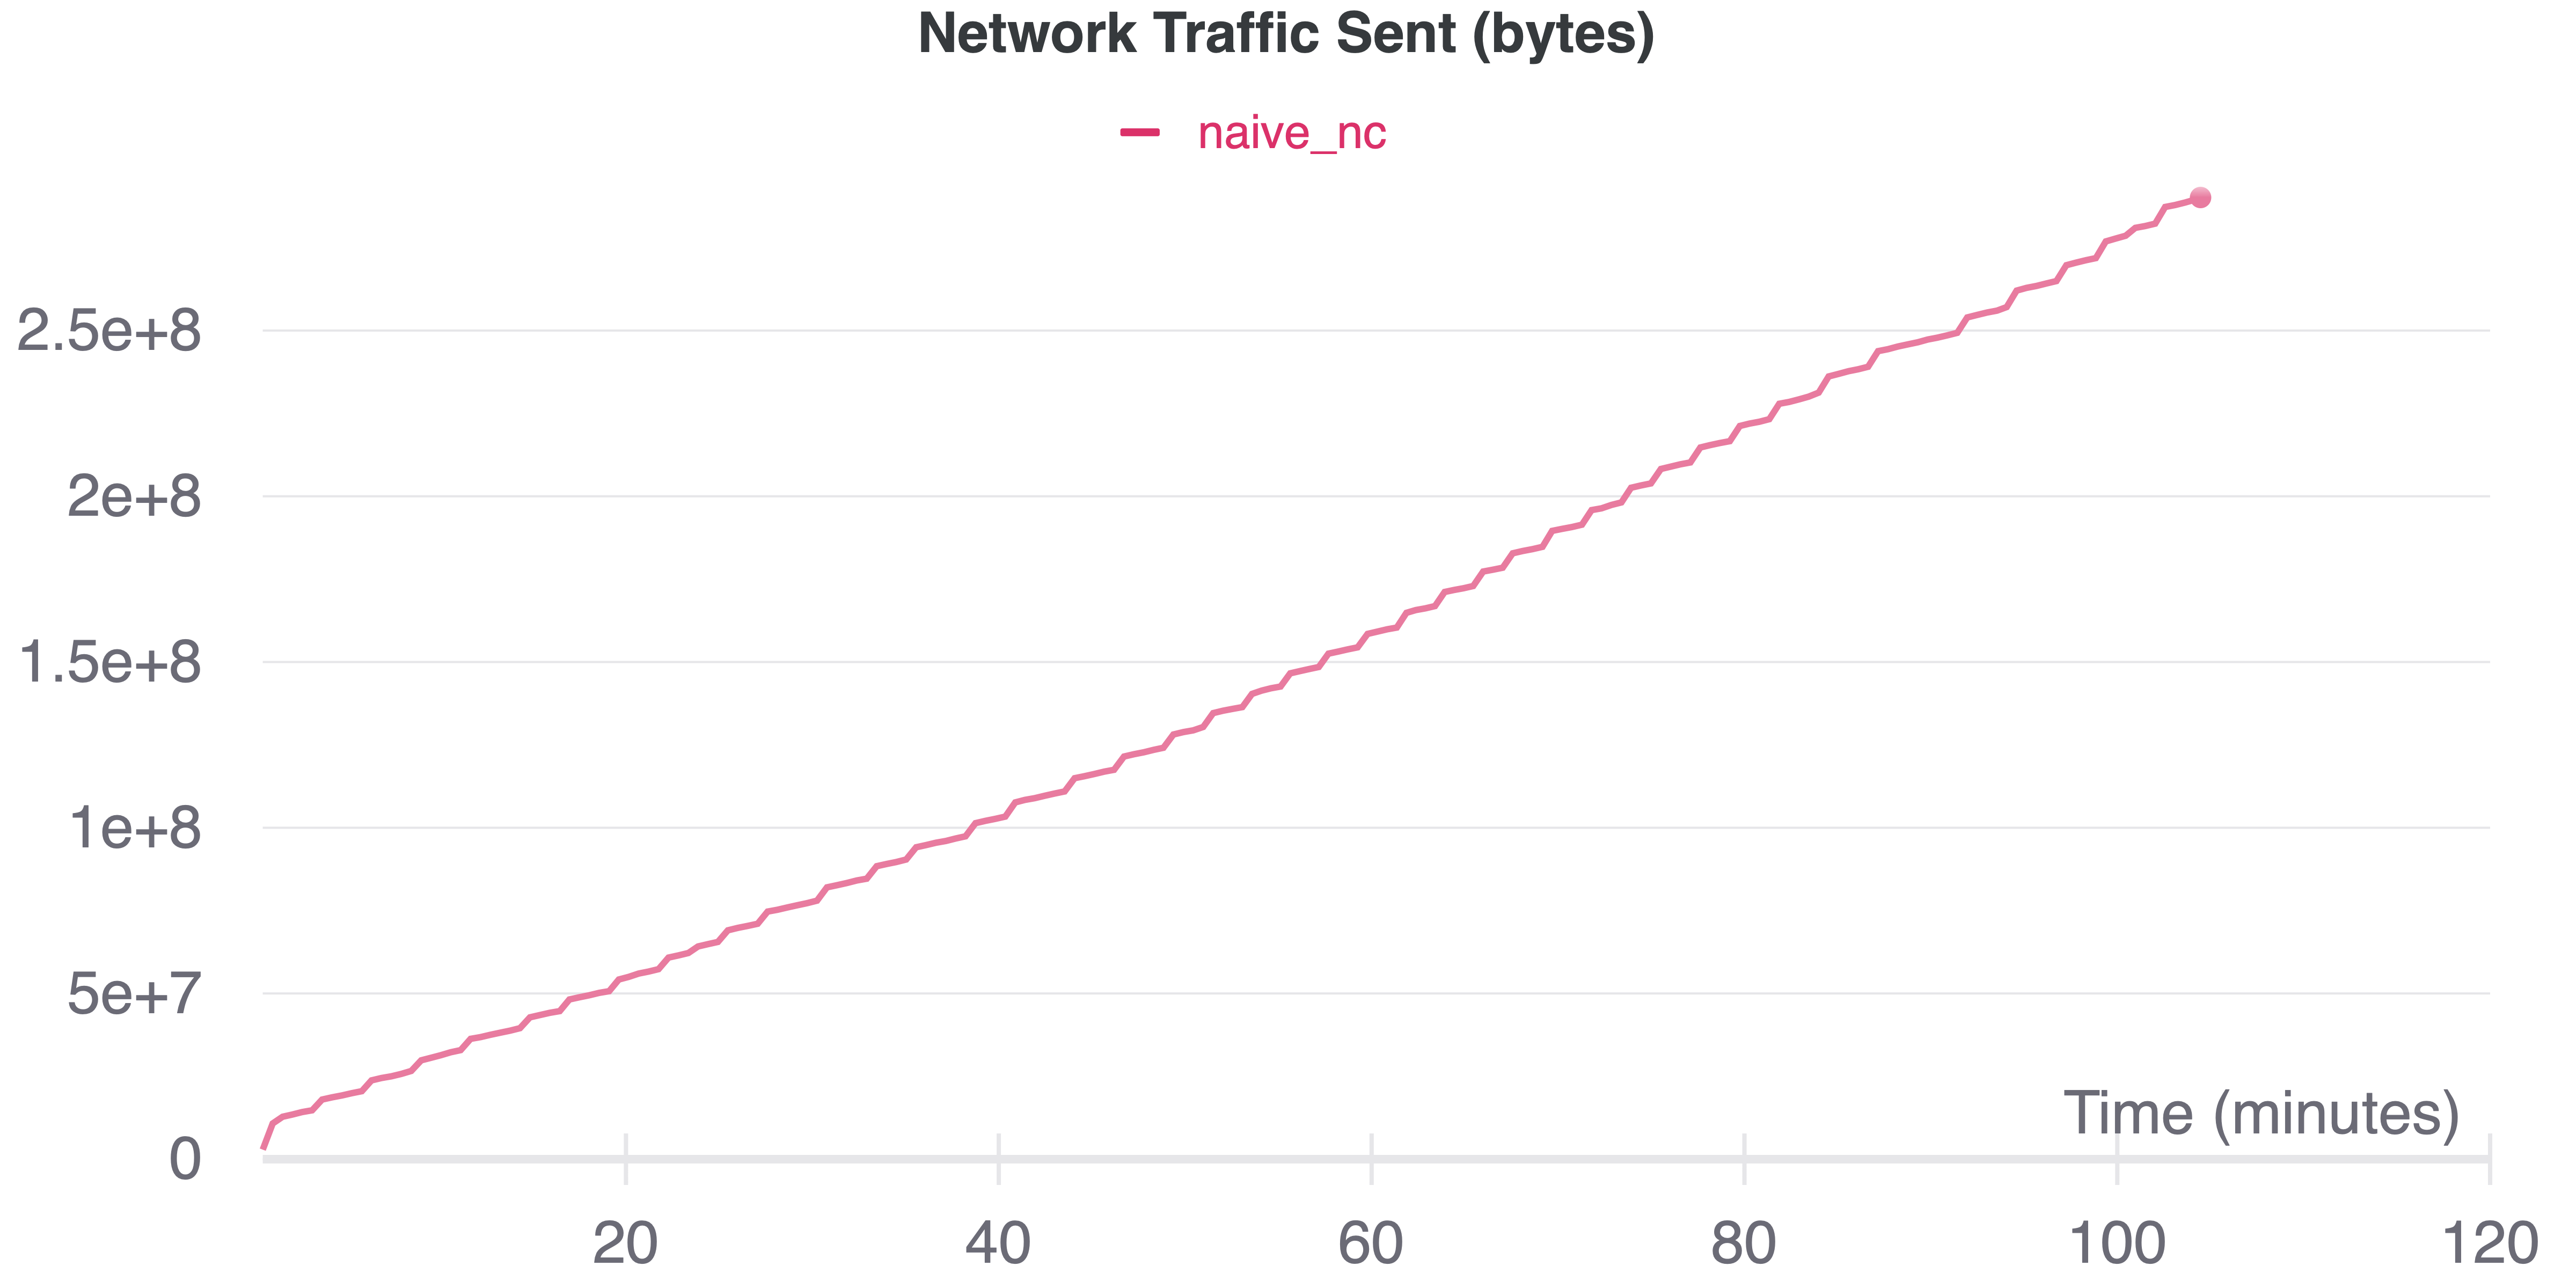 Network Traffic Sent (bytes)
naive_nc
2.5e+8
2e+8
1.5e+8
1e+8
5e+7
0
Time (minutes)
20 40 60 80 100 120